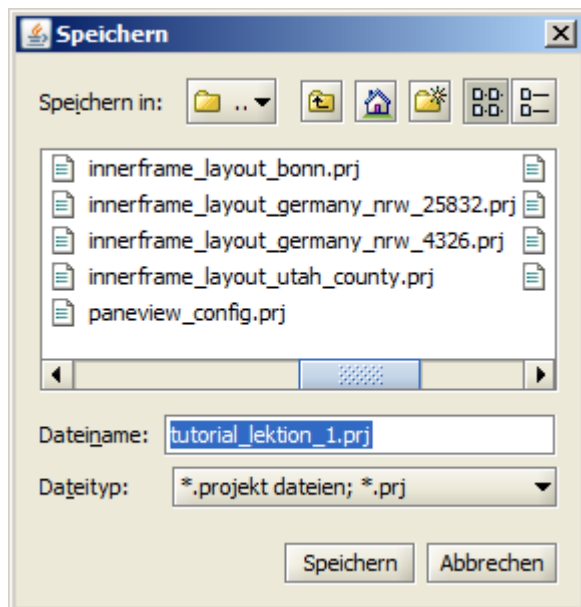 Speichern
Speichern in: ..
innerframe_layout_bonn.prj
innerframe_layout_germany_nrw_25832.prj
innerframe_layout_germany_nrw_4326.prj
innerframe_layout_utah_county.prj
paneview_config.prj
Dateiname: tutorial_lektion_1.prj
Dateityp: *.projekt dateien; *.prj
Speichern Abbrechen